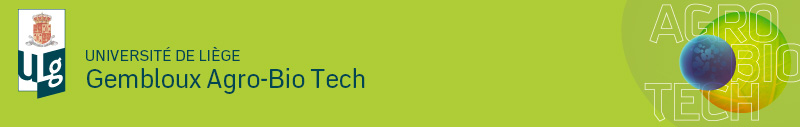 ULg
UNIVERSITÉ DE LIÈGE
Gembloux Agro-Bio Tech
AGRO
BIO
TECH